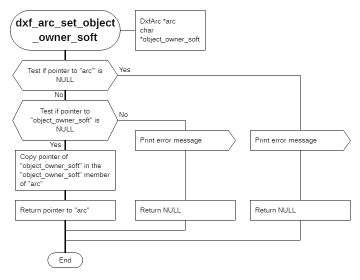 dxf_arc_set_object
_owner_soft
DxfArc *arc
char
*object_owner_soft
Test if pointer to "arc"' is
NULL
Yes
No
Test if pointer to
"object_owner_soft" is
NULL
No
Yes
Print error message
Print error message
Copy pointer of
"object_owner_soft" in the
"object_owner_soft" member
of "arc"
Return pointer to "arc"
Return NULL
Return NULL
End